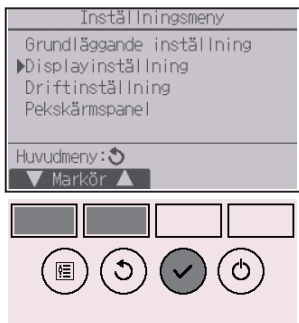 Inställningsmeny
Grundläggande inställning
▶Displayinställning
Driftinställning
Pekskärmspanel
Huvudmeny:↺
▼ Markör ▲